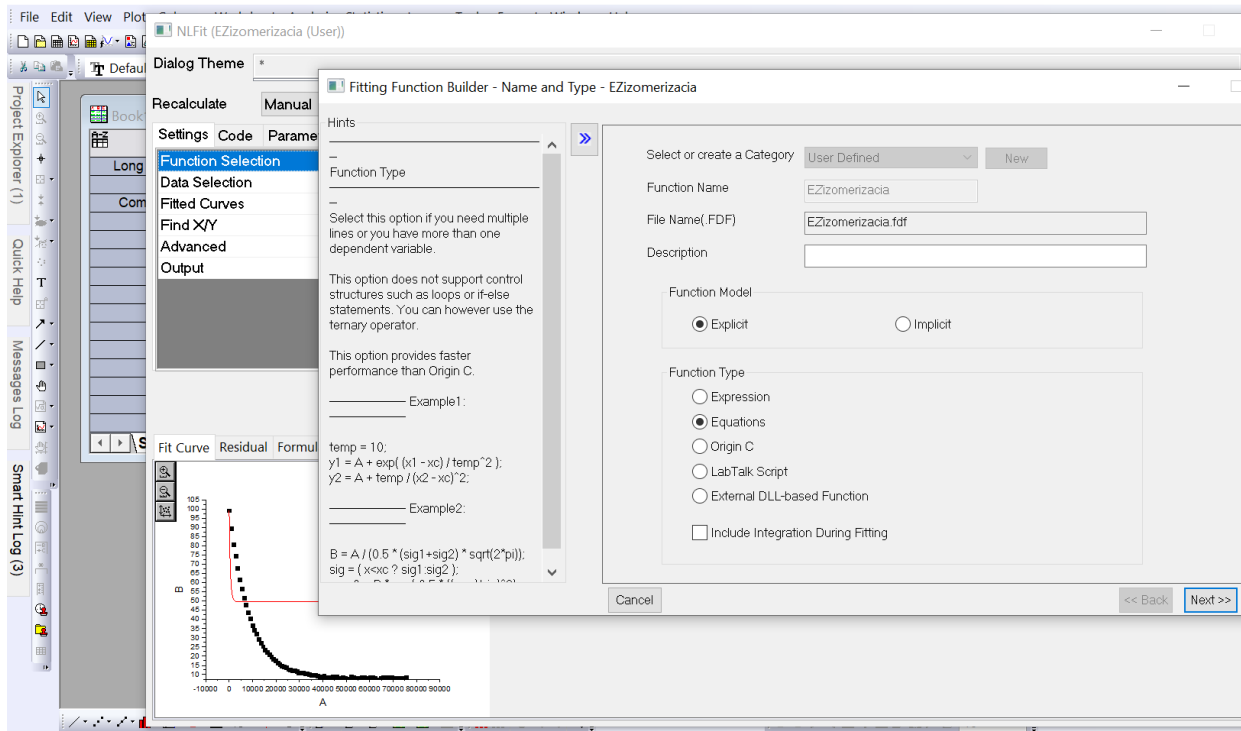 File Edit View Plot
NLFit (EZizomerizacia (User))
Dialog Theme *
Defaul
Recalculate Manual
Book
Long
Com
Project Explorer (1)
Quick Help
Messages Log
Smart Hint Log (3)
Settings Code Parame
Function Selection
Data Selection
Fitted Curves
Find X/Y
Advanced
Output
Fit Curve Residual Formul
105
100
95
90
85
80
75
70
65
60
55
50
45
40
35
30
25
20
15
10
B
-10000 0 10000 20000 30000 40000 50000 60000 70000 80000 90000
A
Fitting Function Builder - Name and Type - EZizomerizacia
Hints
Function Type
Select this option if you need multiple
lines or you have more than one
dependent variable.
This option does not support control
structures such as loops or if-else
statements. You can however use the
ternary operator.
This option provides faster
performance than Origin C.
Example1:
temp = 10;
y1 = A + exp( (x1 - xc) / temp^2 );
y2 = A + temp / (x2 - xc)^2;
Example2:
B = A / (0.5 * (sig1+sig2) * sqrt(2*pi));
sig = ( x<xc ? sig1:sig2 );
Select or create a Category User Defined New
Function Name EZizomerizacia
File Name(.FDF) EZizomerizacia.fdf
Description
Function Model
Explicit Implicit
Function Type
Expression
Equations
Origin C
LabTalk Script
External DLL-based Function
Include Integration During Fitting
Cancel << Back Next >>